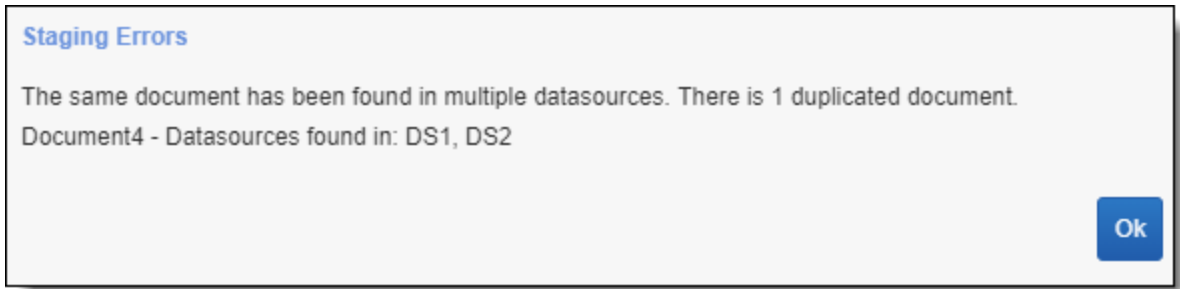 Staging Errors
The same document has been found in multiple datasources. There is 1 duplicated document.
Document4 - Datasources found in: DS1, DS2
Ok